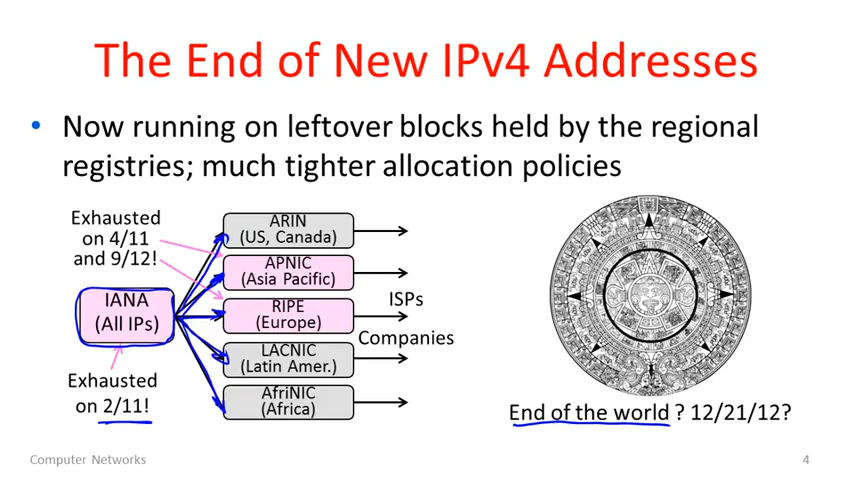 The End of New IPv4 Addresses
• Now running on leftover blocks held by the regional
registries; much tighter allocation policies
Exhausted
on 4/11
and 9/12!
IANA
(All IPs)
Exhausted
on 2/11!
ARIN
(US, Canada)
APNIC
(Asia Pacific)
RIPE
(Europe)
LACNIC
(Latin Amer.)
AfriNIC
(Africa)
ISPs
Companies
End of the world ? 12/21/12?
Computer Networks
4